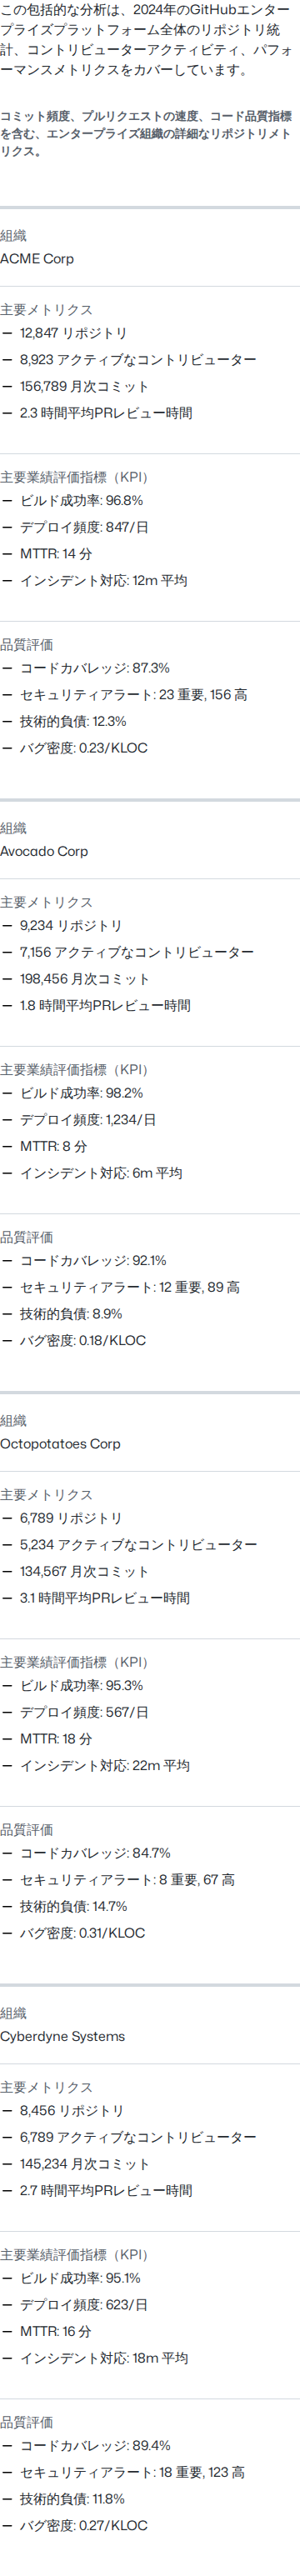 この包括的な分析は、2024年のGitHubエンター
プライズプラットフォーム全体のリポジトリ統
計、コントリビューターアクティビティ、パフォ
ーマンスメトリクスをカバーしています。
コミット頻度、プルリクエストの速度、コード品質指標
を含む、エンタープライズ組織の詳細なリポジトリメト
リクス。
組織
ACME Corp
主要メトリクス
— 12,847 リポジトリ
— 8,923 アクティブなコントリビューター
— 156,789 月次コミット
— 2.3 時間平均PRレビュー時間
主要業績評価指標（KPI）
— ビルド成功率: 96.8%
— デプロイ頻度: 847/日
— MTTR: 14 分
— インシデント対応: 12m 平均
品質評価
— コードカバレッジ: 87.3%
— セキュリティアラート: 23 重要, 156 高
— 技術的負債: 12.3%
— バグ密度: 0.23/KLOC
組織
Avocado Corp
主要メトリクス
— 9,234 リポジトリ
— 7,156 アクティブなコントリビューター
— 198,456 月次コミット
— 1.8 時間平均PRレビュー時間
主要業績評価指標（KPI）
— ビルド成功率: 98.2%
— デプロイ頻度: 1,234/日
— MTTR: 8 分
— インシデント対応: 6m 平均
品質評価
— コードカバレッジ: 92.1%
— セキュリティアラート: 12 重要, 89 高
— 技術的負債: 8.9%
— バグ密度: 0.18/KLOC
組織
Octopotatoes Corp
主要メトリクス
— 6,789 リポジトリ
— 5,234 アクティブなコントリビューター
— 134,567 月次コミット
— 3.1 時間平均PRレビュー時間
主要業績評価指標（KPI）
— ビルド成功率: 95.3%
— デプロイ頻度: 567/日
— MTTR: 18 分
— インシデント対応: 22m 平均
品質評価
— コードカバレッジ: 84.7%
— セキュリティアラート: 8 重要, 67 高
— 技術的負債: 14.7%
— バグ密度: 0.31/KLOC
組織
Cyberdyne Systems
主要メトリクス
— 8,456 リポジトリ
— 6,789 アクティブなコントリビューター
— 145,234 月次コミット
— 2.7 時間平均PRレビュー時間
主要業績評価指標（KPI）
— ビルド成功率: 95.1%
— デプロイ頻度: 623/日
— MTTR: 16 分
— インシデント対応: 18m 平均
品質評価
— コードカバレッジ: 89.4%
— セキュリティアラート: 18 重要, 123 高
— 技術的負債: 11.8%
— バグ密度: 0.27/KLOC